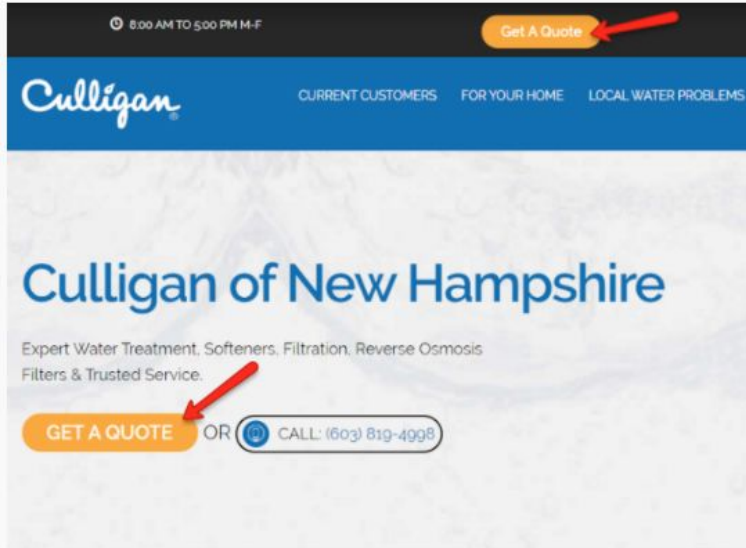 8:00 AM TO 5:00 PM M-F
Get A Quote
Culligan®
CURRENT CUSTOMERS FOR YOUR HOME LOCAL WATER PROBLEMS
Culligan of New Hampshire
Expert Water Treatment, Softeners, Filtration, Reverse Osmosis
Filters & Trusted Service.
GET A QUOTE OR CALL: (603) 819-4998